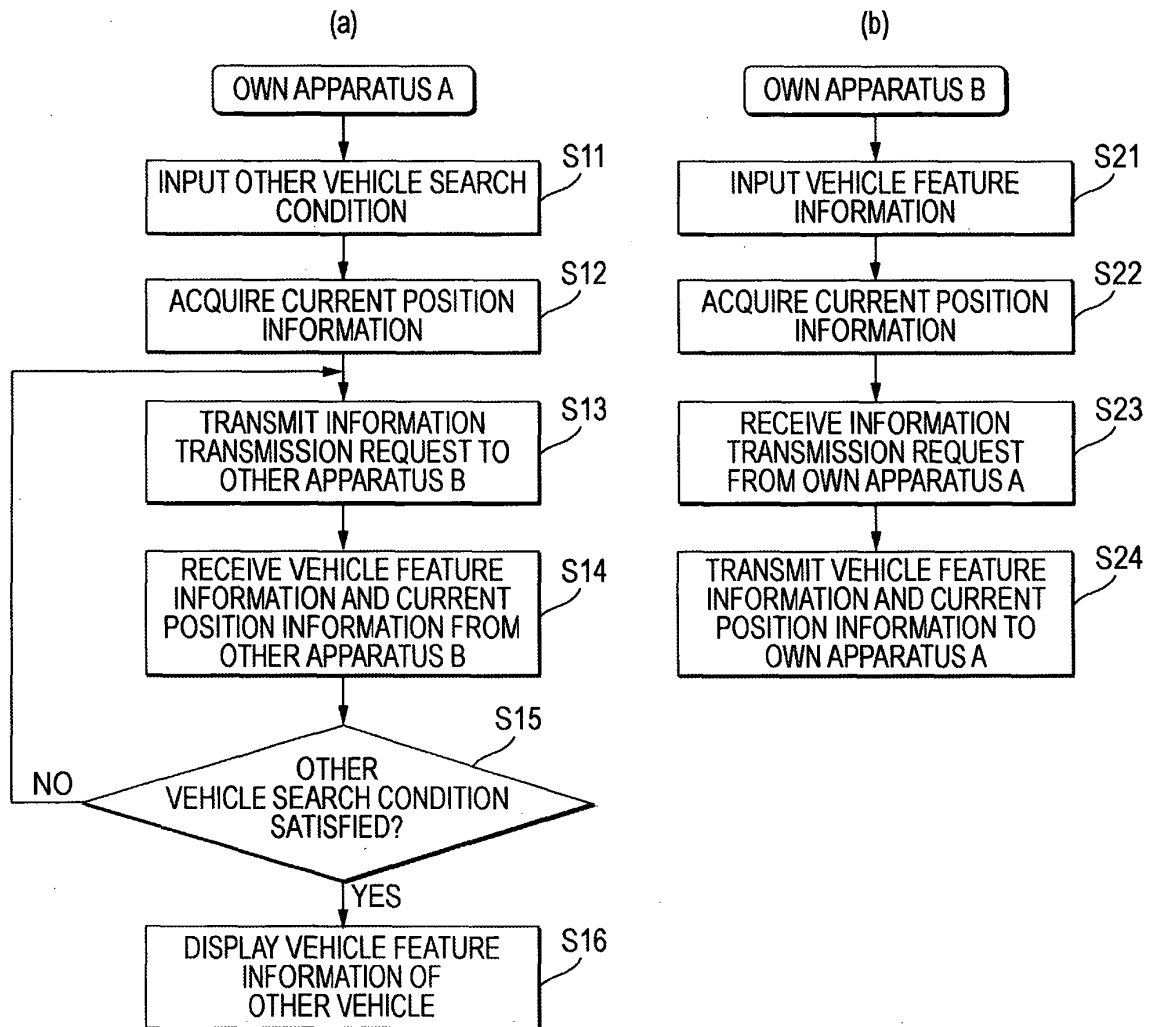 (a)
OWN APPARATUS A
S11
INPUT OTHER VEHICLE SEARCH
CONDITION
S12
ACQUIRE CURRENT POSITION
INFORMATION
S13
TRANSMIT INFORMATION
TRANSMISSION REQUEST TO
OTHER APPARATUS B
S14
RECEIVE VEHICLE FEATURE
INFORMATION AND CURRENT
POSITION INFORMATION FROM
OTHER APPARATUS B
S15
OTHER
VEHICLE SEARCH CONDITION
SATISFIED?
NO
YES
S16
DISPLAY VEHICLE FEATURE
INFORMATION OF
OTHER VEHICLE
(b)
OWN APPARATUS B
S21
INPUT VEHICLE FEATURE
INFORMATION
S22
ACQUIRE CURRENT POSITION
INFORMATION
S23
RECEIVE INFORMATION
TRANSMISSION REQUEST
FROM OWN APPARATUS A
S24
TRANSMIT VEHICLE FEATURE
INFORMATION AND CURRENT
POSITION INFORMATION TO
OWN APPARATUS A